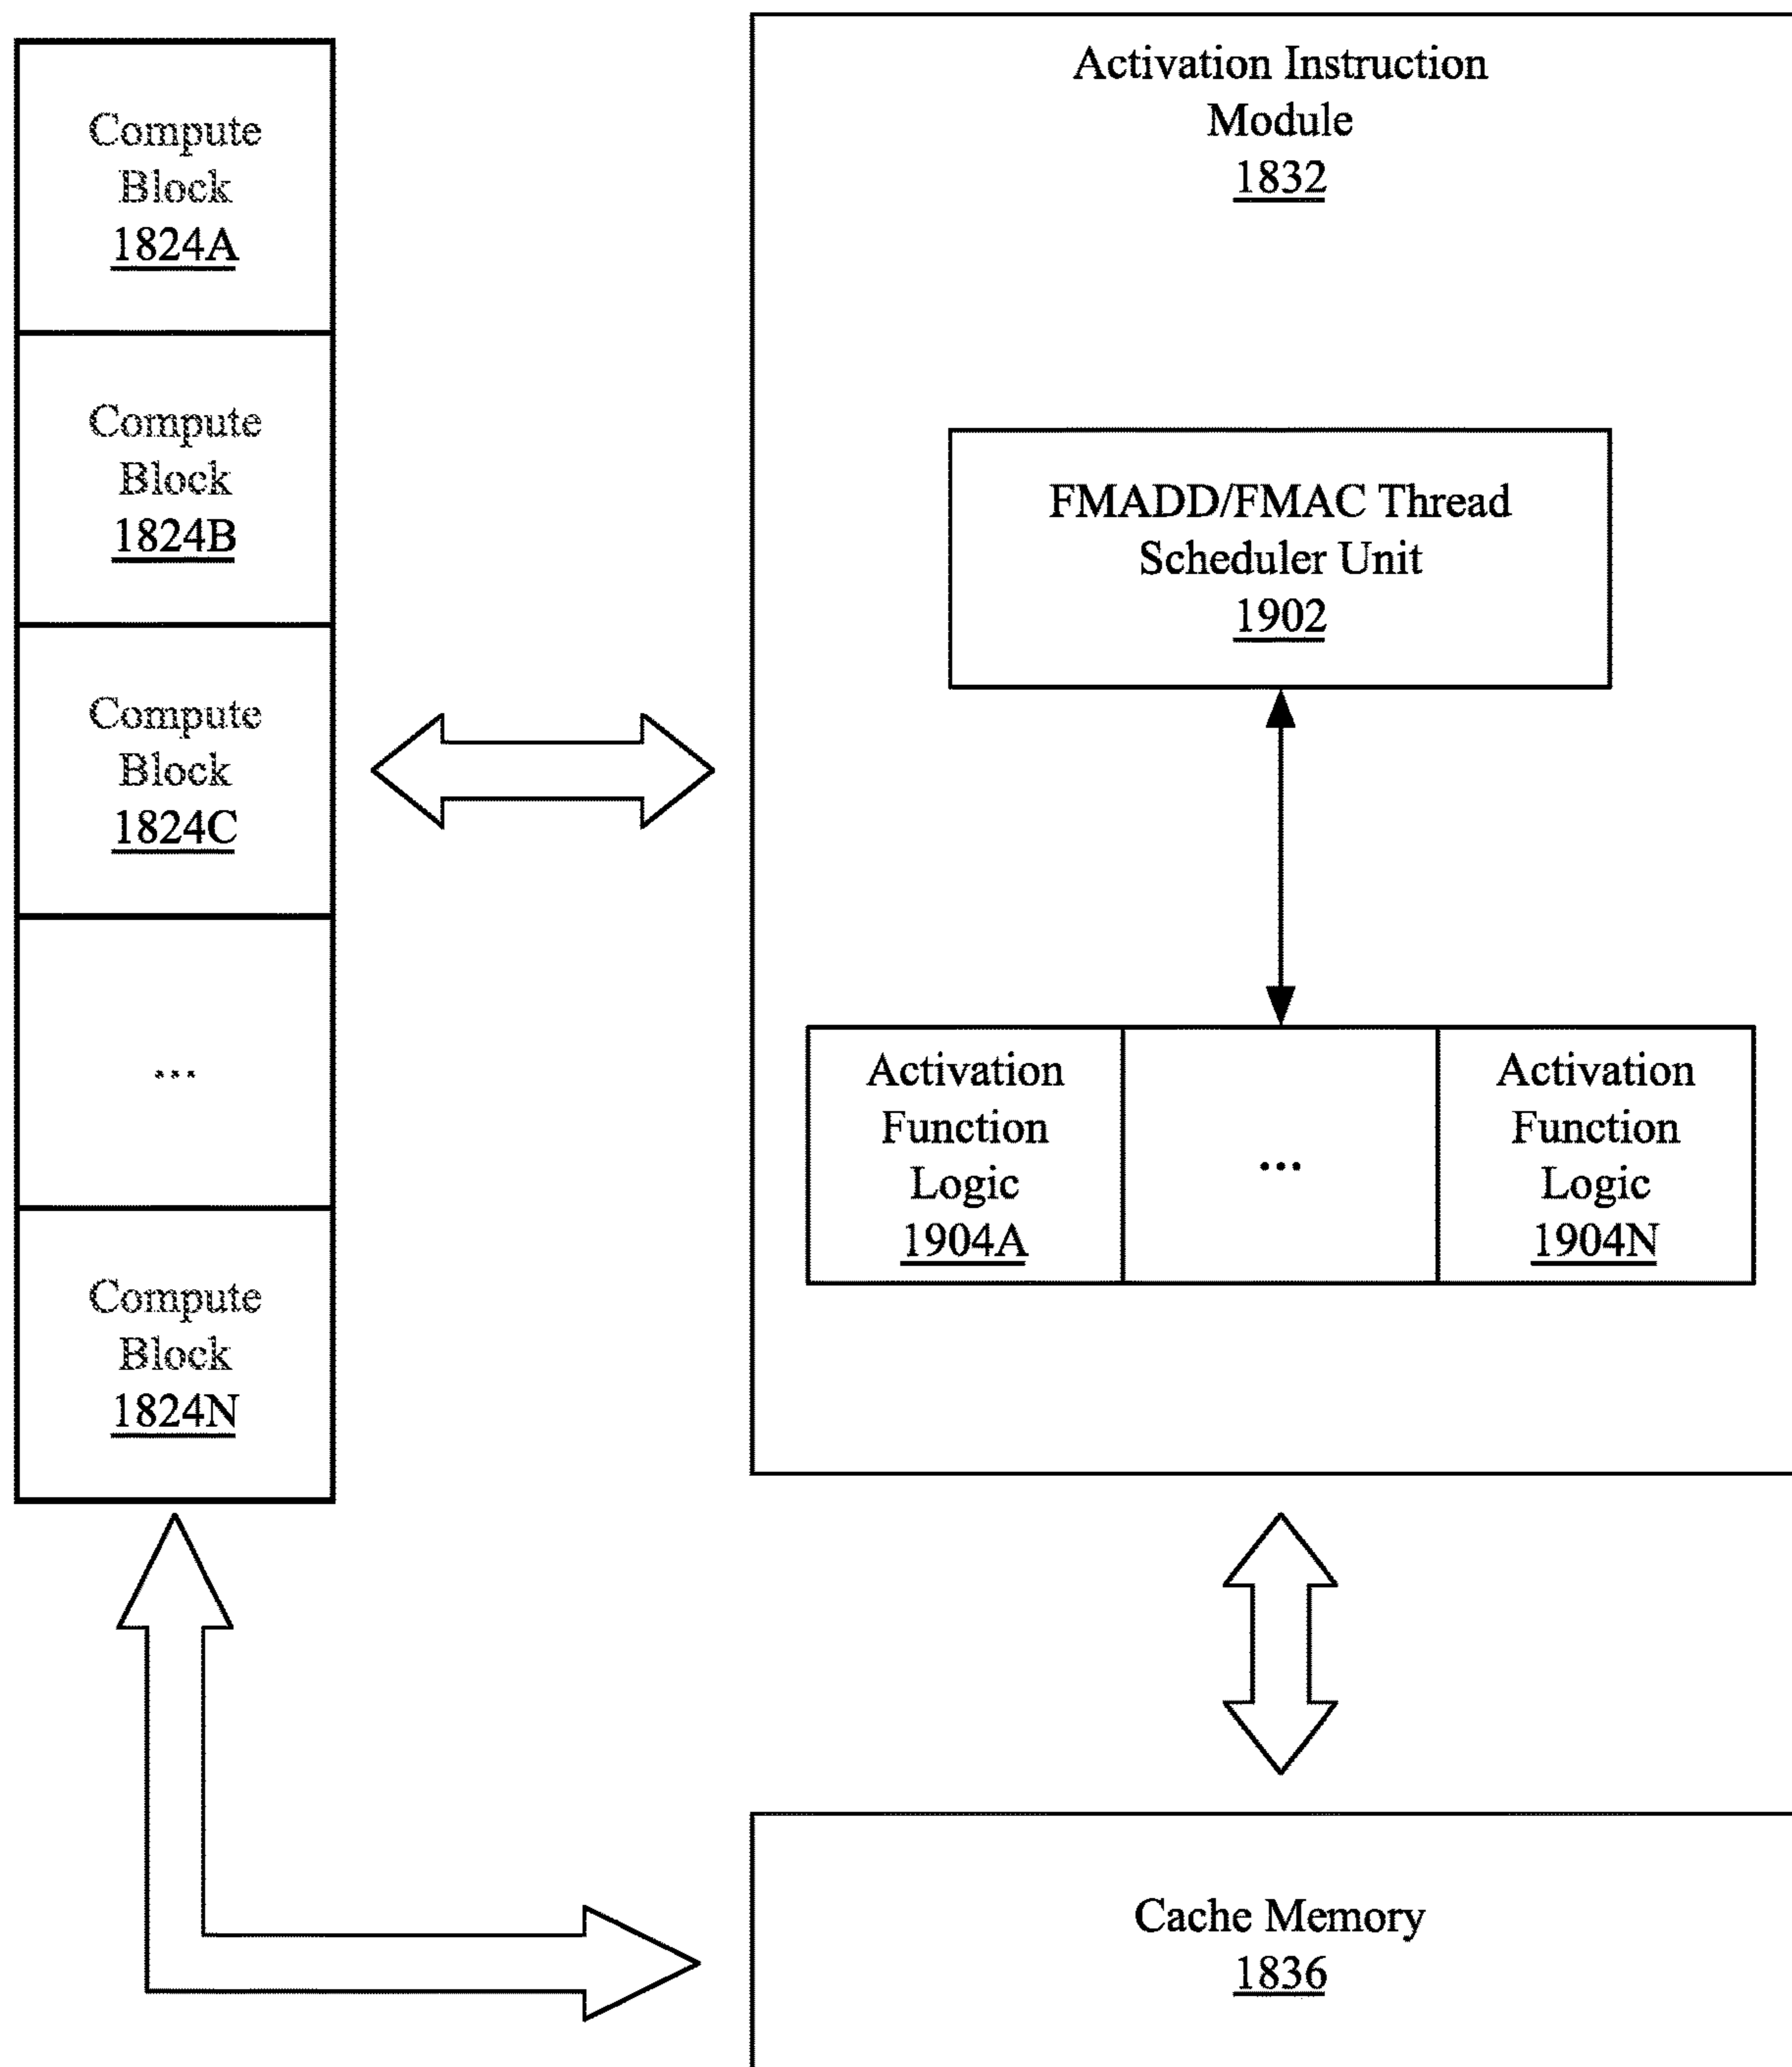 Compute
Block
1824A
Compute
Block
1824B
Compute
Block
1824C
...
Compute
Block
1824N
Activation Instruction
Module
1832
FMADD/FMAC Thread
Scheduler Unit
1902
Activation
Function
Logic
1904A
...
Activation
Function
Logic
1904N
Cache Memory
1836